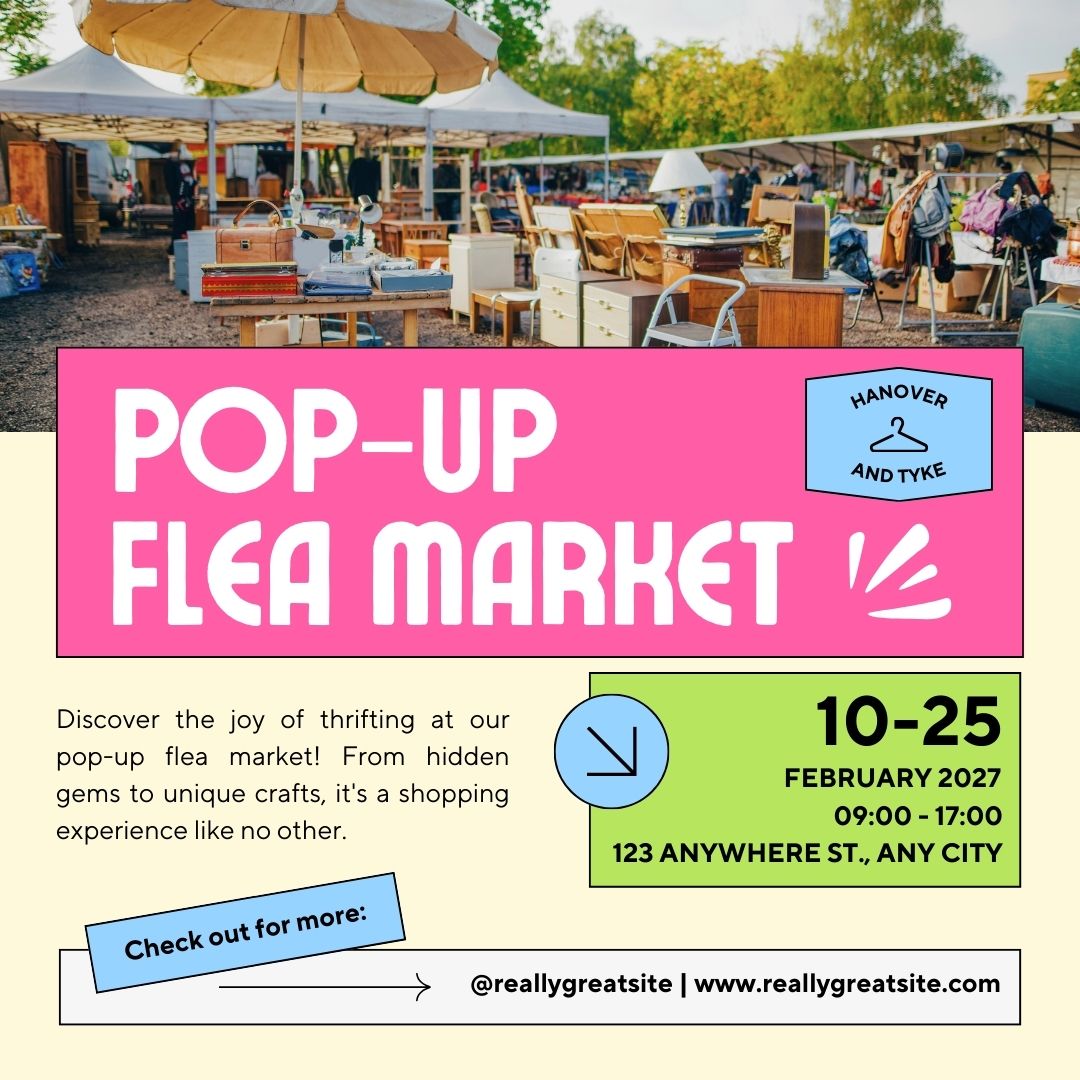 POP-UP
FLEA MARKET
HANOVER
AND TYKE
Discover the joy of thrifting at our
pop-up flea market! From hidden
gems to unique crafts, it's a shopping
experience like no other.
10-25
FEBRUARY 2027
09:00 - 17:00
123 ANYWHERE ST., ANY CITY
Check out for more:
@reallygreatsite | www.reallygreatsite.com